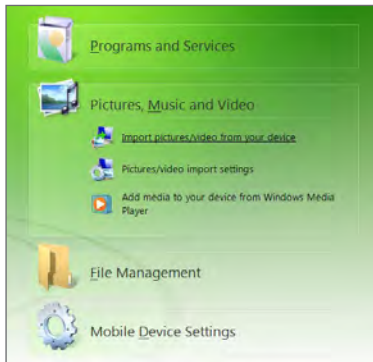 Programs and Services
Pictures, Music and Video
Import pictures/video from your device
Pictures/video import settings
Add media to your device from Windows Media
Player
File Management
Mobile Device Settings